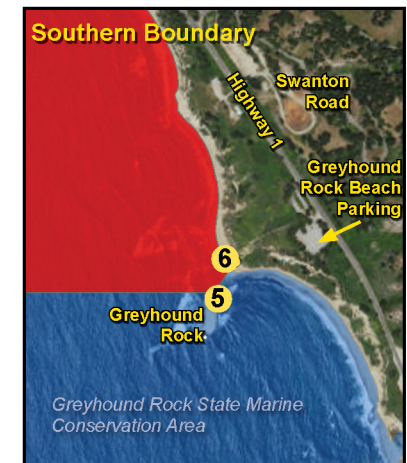 Southern Boundary
Highway 1
Swanton
Road
Greyhound
Rock Beach
Parking
6
5
Greyhound
Rock
Greyhound Rock State Marine
Conservation Area